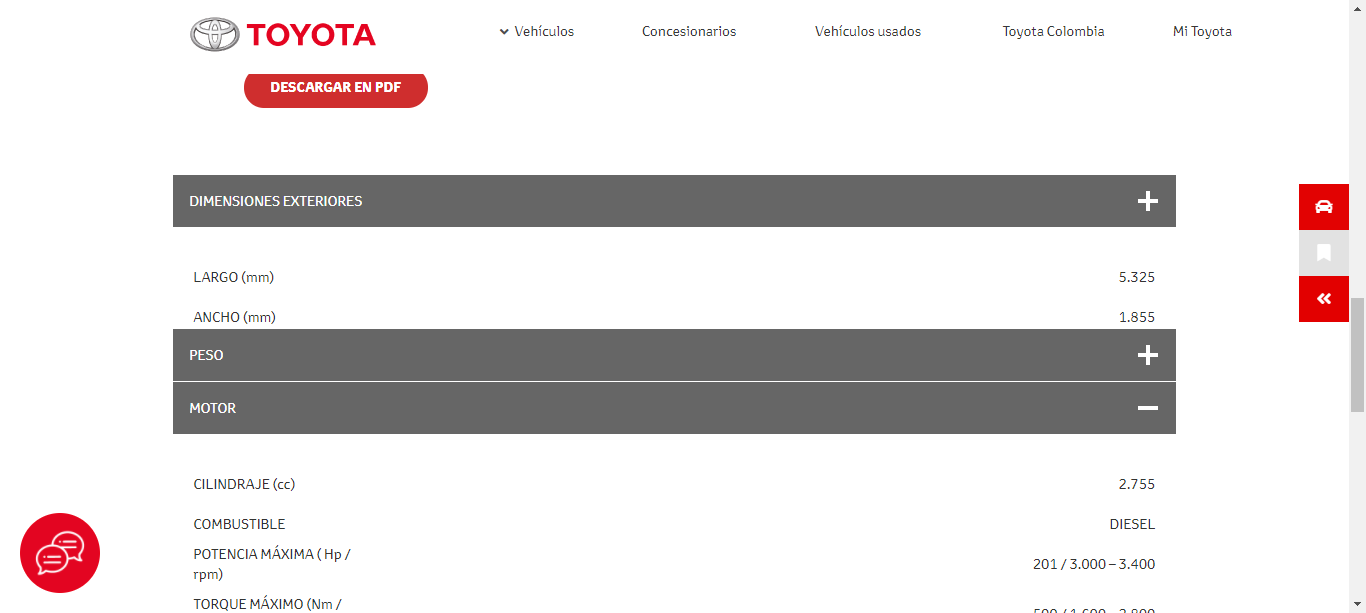 TOYOTA
Vehículos
Concesionarios
Vehículos usados
Toyota Colombia
Mi Toyota
DESCARGAR EN PDF
DIMENSIONES EXTERIORES
LARGO (mm) 5.325
ANCHO (mm) 1.855
PESO
MOTOR
CILINDRAJE (cc) 2.755
COMBUSTIBLE DIESEL
POTENCIA MÁXIMA ( Hp /
rpm) 201 / 3.000 – 3.400
TORQUE MÁXIMO (Nm /